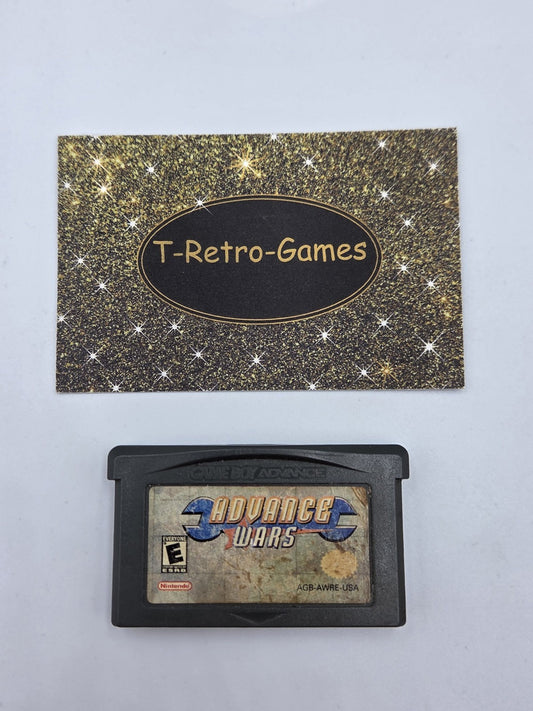 T-Retro-Games
GAME BOY ADVANCE
ADVANCE
WARS
EVERYONE
E
ESRB
Nintendo
AGB-AWRE-USA